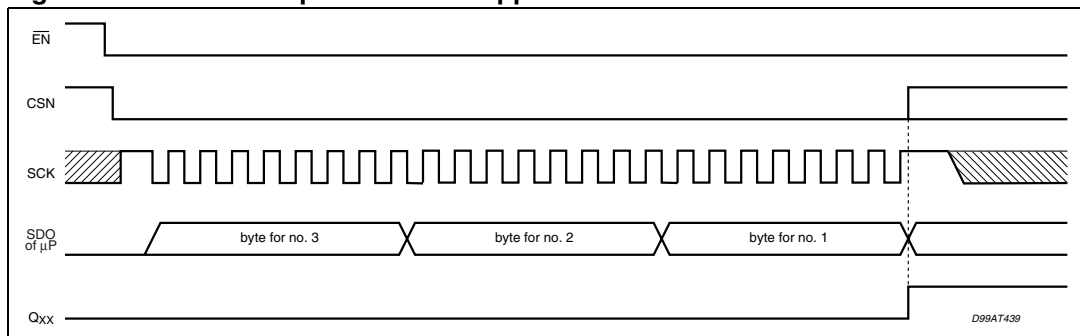 EN
CSN
SCK
SDO
of µP
byte for no. 3 byte for no. 2 byte for no. 1
QXX
D99AT439